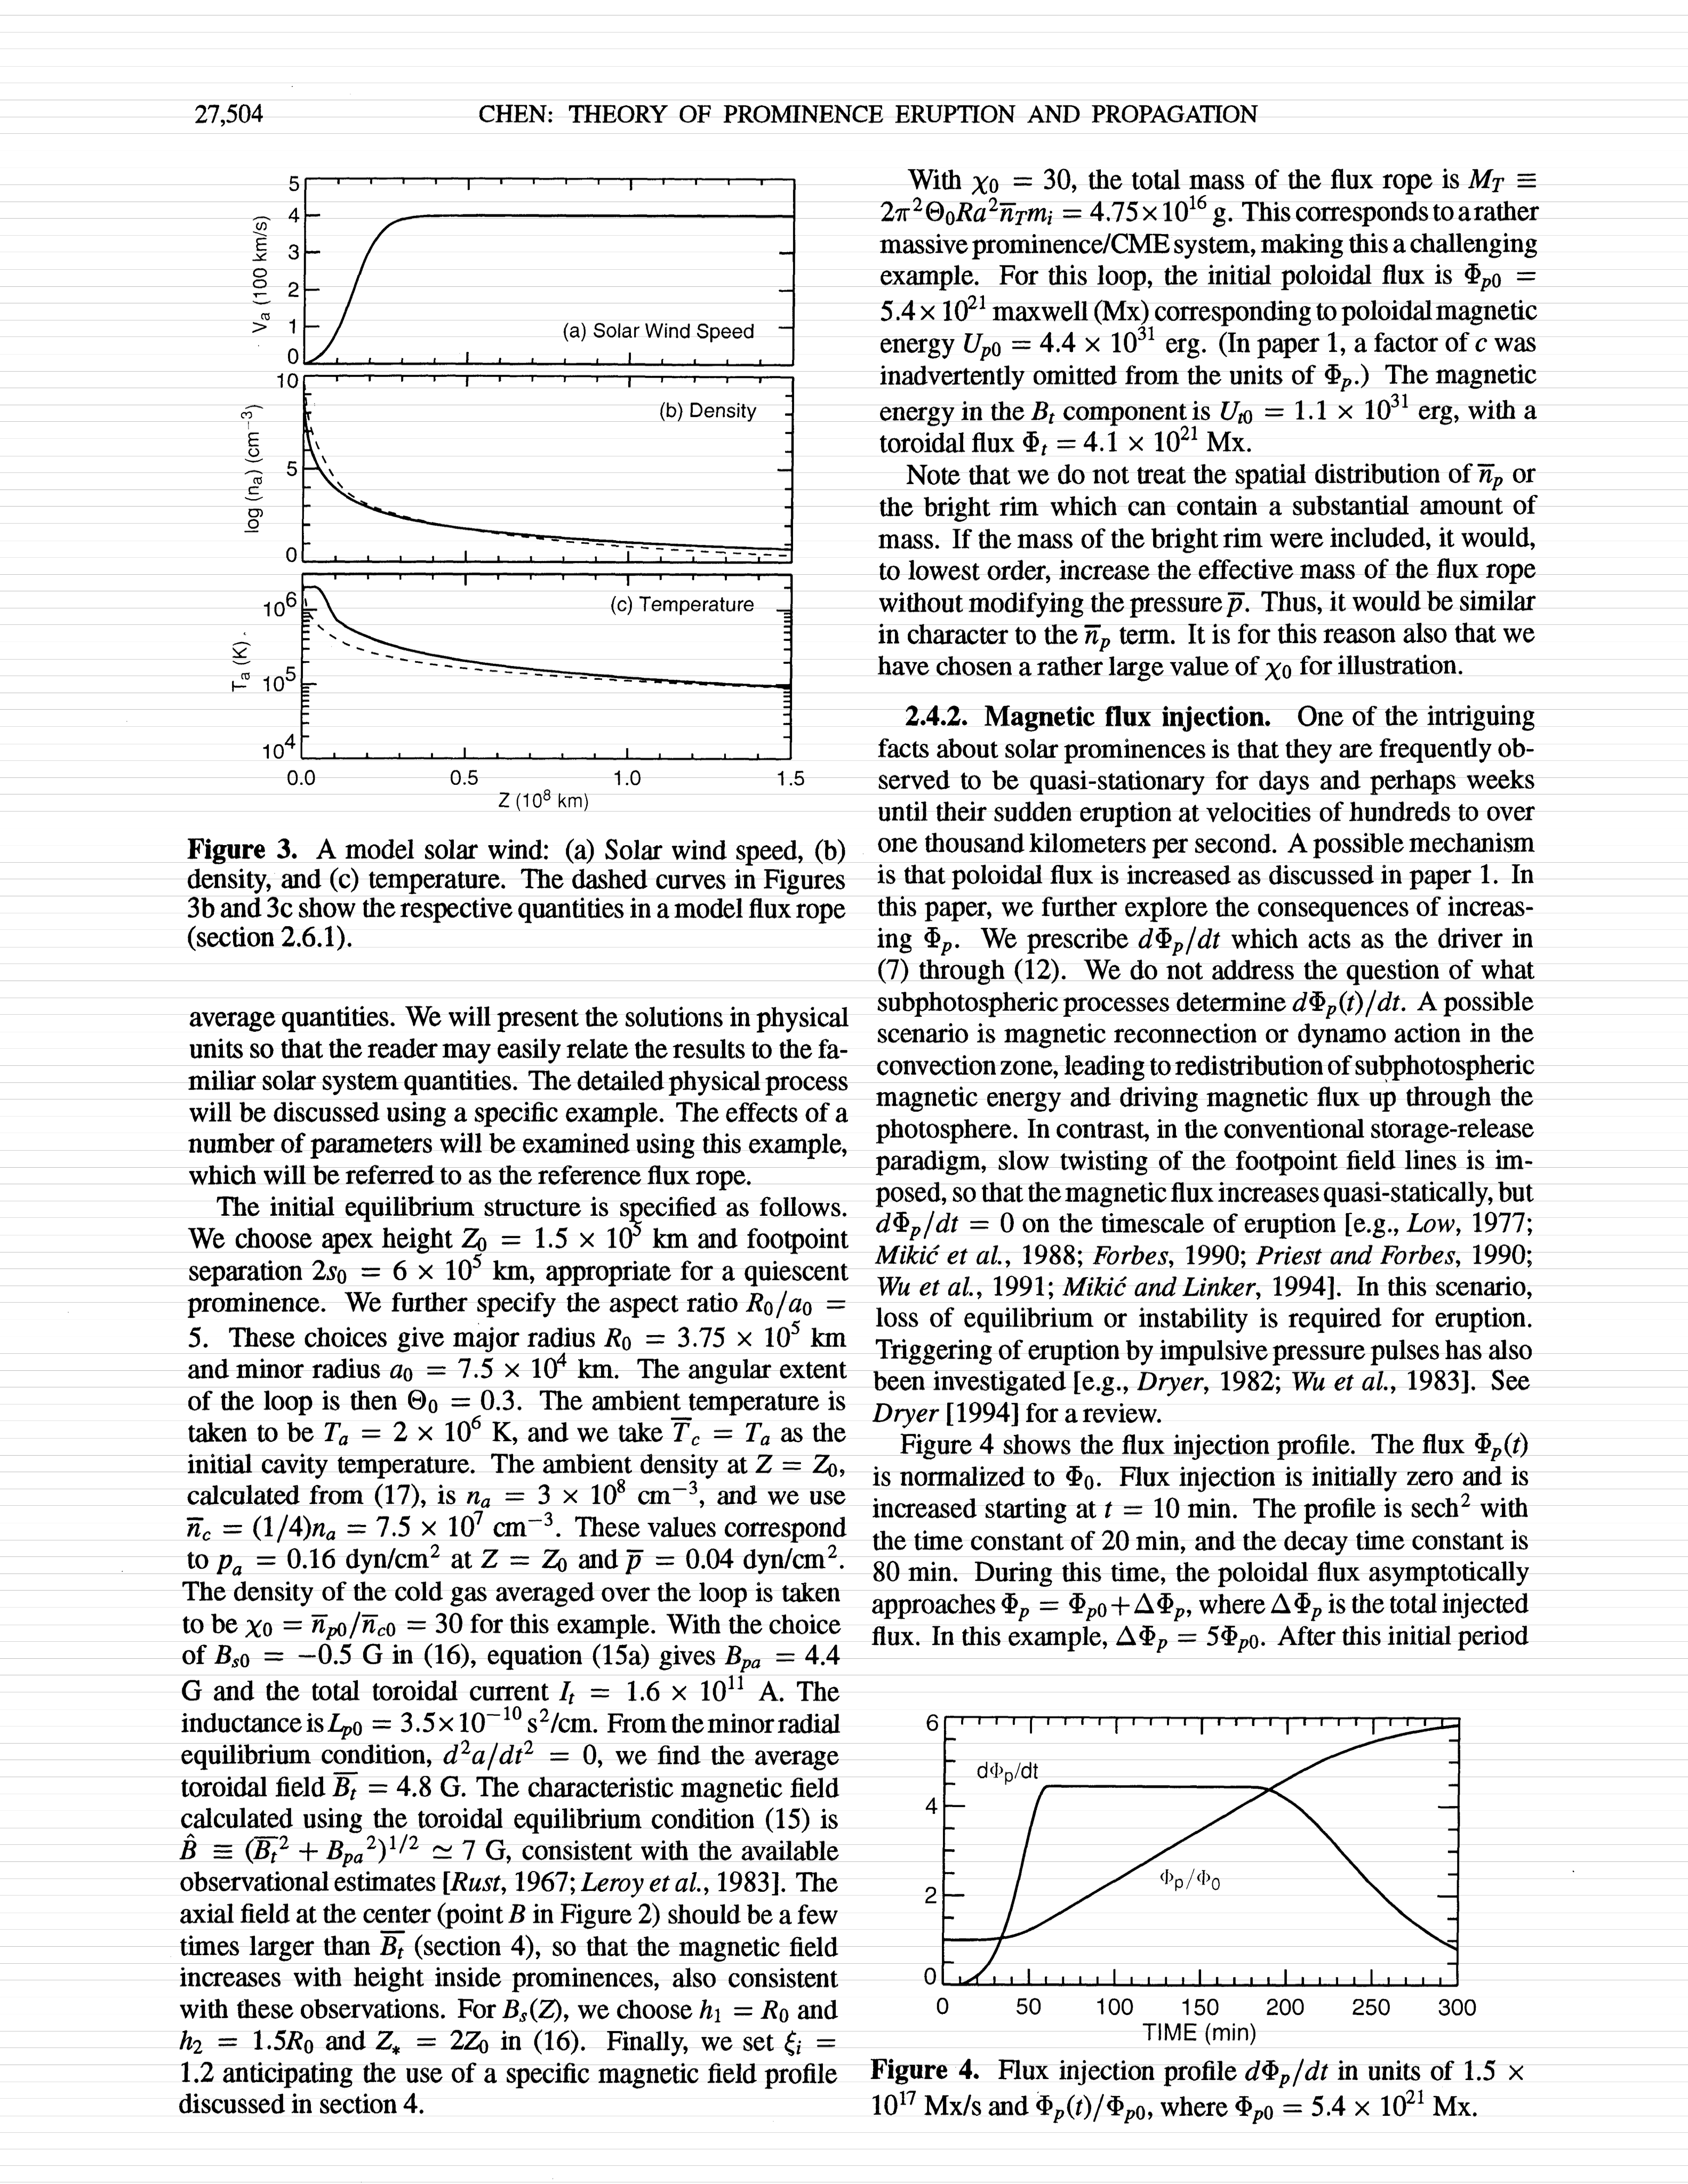 27,504 CHEN: THEORY OF PROMINENCE ERUPTION AND PROPAGATION
5
4
3
2
1
0
Va (100 km/s)
(a) Solar Wind Speed
10
5
0
log (na) (cm−3)
(b) Density
10^6
10^5
10^4
Ta (K)
(c) Temperature
0.0 0.5 1.0 1.5
Z (10^8 km)
Figure 3. A model solar wind: (a) Solar wind speed, (b)
density, and (c) temperature. The dashed curves in Figures
3b and 3c show the respective quantities in a model flux rope
(section 2.6.1).
average quantities. We will present the solutions in physical
units so that the reader may easily relate the results to the fa-
miliar solar system quantities. The detailed physical process
will be discussed using a specific example. The effects of a
number of parameters will be examined using this example,
which will be referred to as the reference flux rope.
The initial equilibrium structure is specified as follows.
We choose apex height Z0 = 1.5 × 10^5 km and footpoint
separation 2s0 = 6 × 10^5 km, appropriate for a quiescent
prominence. We further specify the aspect ratio R0/a0 =
5. These choices give major radius R0 = 3.75 × 10^5 km
and minor radius a0 = 7.5 × 10^4 km. The angular extent
of the loop is then Θ0 = 0.3. The ambient temperature is
taken to be Ta = 2 × 10^6 K, and we take T̅c = Ta as the
initial cavity temperature. The ambient density at Z = Z0,
calculated from (17), is na = 3 × 10^8 cm−3, and we use
n̅c = (1/4)na = 7.5 × 10^7 cm−3. These values correspond
to pa = 0.16 dyn/cm² at Z = Z0 and p̅ = 0.04 dyn/cm².
The density of the cold gas averaged over the loop is taken
to be χ0 = n̅p0/n̅c0 = 30 for this example. With the choice
of Bs0 = −0.5 G in (16), equation (15a) gives Bpa = 4.4
G and the total toroidal current It = 1.6 × 10^11 A. The
inductance is Lp0 = 3.5×10^−10 s²/cm. From the minor radial
equilibrium condition, d²a/dt² = 0, we find the average
toroidal field B̅t = 4.8 G. The characteristic magnetic field
calculated using the toroidal equilibrium condition (15) is
B̂ ≡ (B̅t² + Bpa²)^1/2 ≃ 7 G, consistent with the available
observational estimates [Rust, 1967; Leroy et al., 1983]. The
axial field at the center (point B in Figure 2) should be a few
times larger than B̅t (section 4), so that the magnetic field
increases with height inside prominences, also consistent
with these observations. For Bs(Z), we choose h1 = R0 and
h2 = 1.5R0 and Z* = 2Z0 in (16). Finally, we set ξi =
1.2 anticipating the use of a specific magnetic field profile
discussed in section 4.
With χ0 = 30, the total mass of the flux rope is MT ≡
2π²Θ0Ra²n̅Tmi = 4.75×10^16 g. This corresponds to a rather
massive prominence/CME system, making this a challenging
example. For this loop, the initial poloidal flux is Φp0 =
5.4 × 10^21 maxwell (Mx) corresponding to poloidal magnetic
energy Up0 = 4.4 × 10^31 erg. (In paper 1, a factor of c was
inadvertently omitted from the units of Φp.) The magnetic
energy in the Bt component is Ut0 = 1.1 × 10^31 erg, with a
toroidal flux Φt = 4.1 × 10^21 Mx.
Note that we do not treat the spatial distribution of n̅p or
the bright rim which can contain a substantial amount of
mass. If the mass of the bright rim were included, it would,
to lowest order, increase the effective mass of the flux rope
without modifying the pressure p̅. Thus, it would be similar
in character to the n̅p term. It is for this reason also that we
have chosen a rather large value of χ0 for illustration.
2.4.2. Magnetic flux injection. One of the intriguing
facts about solar prominences is that they are frequently ob-
served to be quasi-stationary for days and perhaps weeks
until their sudden eruption at velocities of hundreds to over
one thousand kilometers per second. A possible mechanism
is that poloidal flux is increased as discussed in paper 1. In
this paper, we further explore the consequences of increas-
ing Φp. We prescribe dΦp/dt which acts as the driver in
(7) through (12). We do not address the question of what
subphotospheric processes determine dΦp(t)/dt. A possible
scenario is magnetic reconnection or dynamo action in the
convection zone, leading to redistribution of subphotospheric
magnetic energy and driving magnetic flux up through the
photosphere. In contrast, in the conventional storage-release
paradigm, slow twisting of the footpoint field lines is im-
posed, so that the magnetic flux increases quasi-statically, but
dΦp/dt = 0 on the timescale of eruption [e.g., Low, 1977;
Mikić et al., 1988; Forbes, 1990; Priest and Forbes, 1990;
Wu et al., 1991; Mikić and Linker, 1994]. In this scenario,
loss of equilibrium or instability is required for eruption.
Triggering of eruption by impulsive pressure pulses has also
been investigated [e.g., Dryer, 1982; Wu et al., 1983]. See
Dryer [1994] for a review.
Figure 4 shows the flux injection profile. The flux Φp(t)
is normalized to Φ0. Flux injection is initially zero and is
increased starting at t = 10 min. The profile is sech² with
the time constant of 20 min, and the decay time constant is
80 min. During this time, the poloidal flux asymptotically
approaches Φp = Φp0+ΔΦp, where ΔΦp is the total injected
flux. In this example, ΔΦp = 5Φp0. After this initial period
6
4
2
0
dΦp/dt
Φp/Φ0
0 50 100 150 200 250 300
TIME (min)
Figure 4. Flux injection profile dΦp/dt in units of 1.5 ×
10^17 Mx/s and Φp(t)/Φp0, where Φp0 = 5.4 × 10^21 Mx.